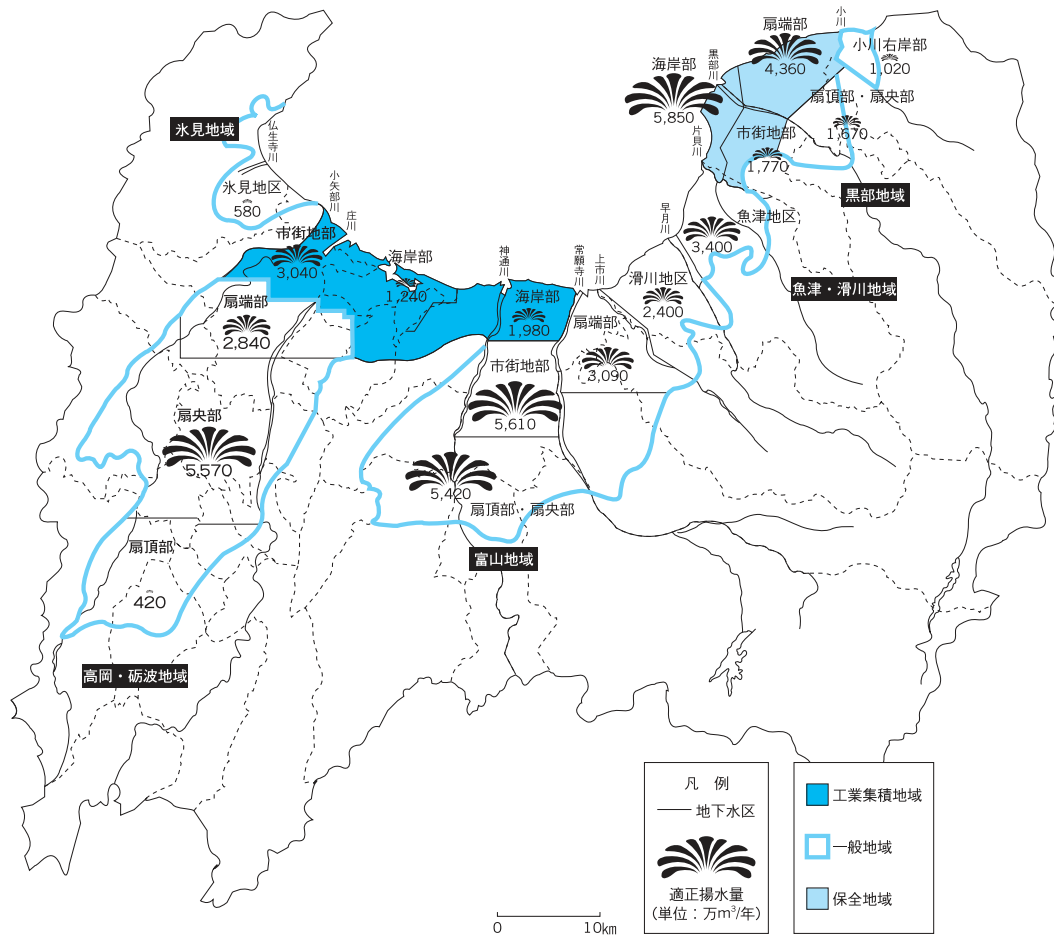 小川
扇端部
4,360
小川右岸部
1,020
黒部川
海岸部
5,850
扇頂部・扇央部
1,670
市街地部
1,770
片貝川
黒部地域
氷見地域
仏生寺川
氷見地区
580
小矢部川
庄川
市街地部
3,040
海岸部
1,240
神通川
海岸部
1,980
常願寺川
上市川
早月川
魚津地区
3,400
滑川地区
2,400
魚津・滑川地域
扇端部
2,840
扇端部
3,090
市街地部
5,610
扇央部
5,570
5,420
扇頂部・扇央部
富山地域
扇頂部
420
高岡・砺波地域
凡 例
地下水区
適正揚水量
(単位：万m³/年)
工業集積地域
一般地域
保全地域
0
10km